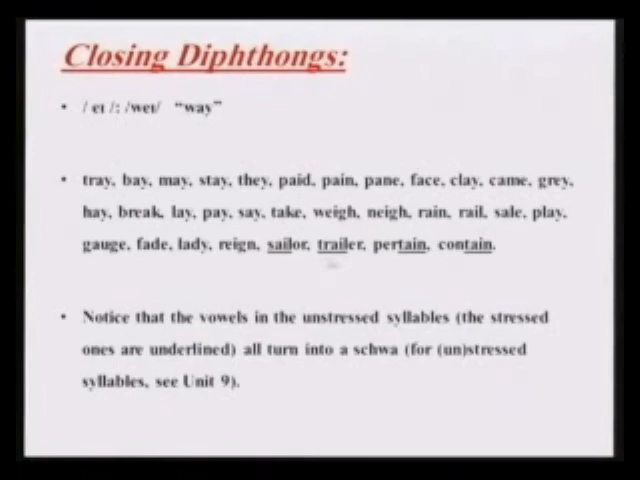 Closing Diphthongs:
• / eɪ /: /weɪ/ “way”
• tray, bay, may, stay, they, paid, pain, pane, face, clay, came, grey,
hay, break, lay, pay, say, take, weigh, neigh, rain, rail, sale, play,
gauge, fade, lady, reign, sailor, trailer, pertain, contain.
• Notice that the vowels in the unstressed syllables (the stressed
ones are underlined) all turn into a schwa (for (un)stressed
syllables, see Unit 9).